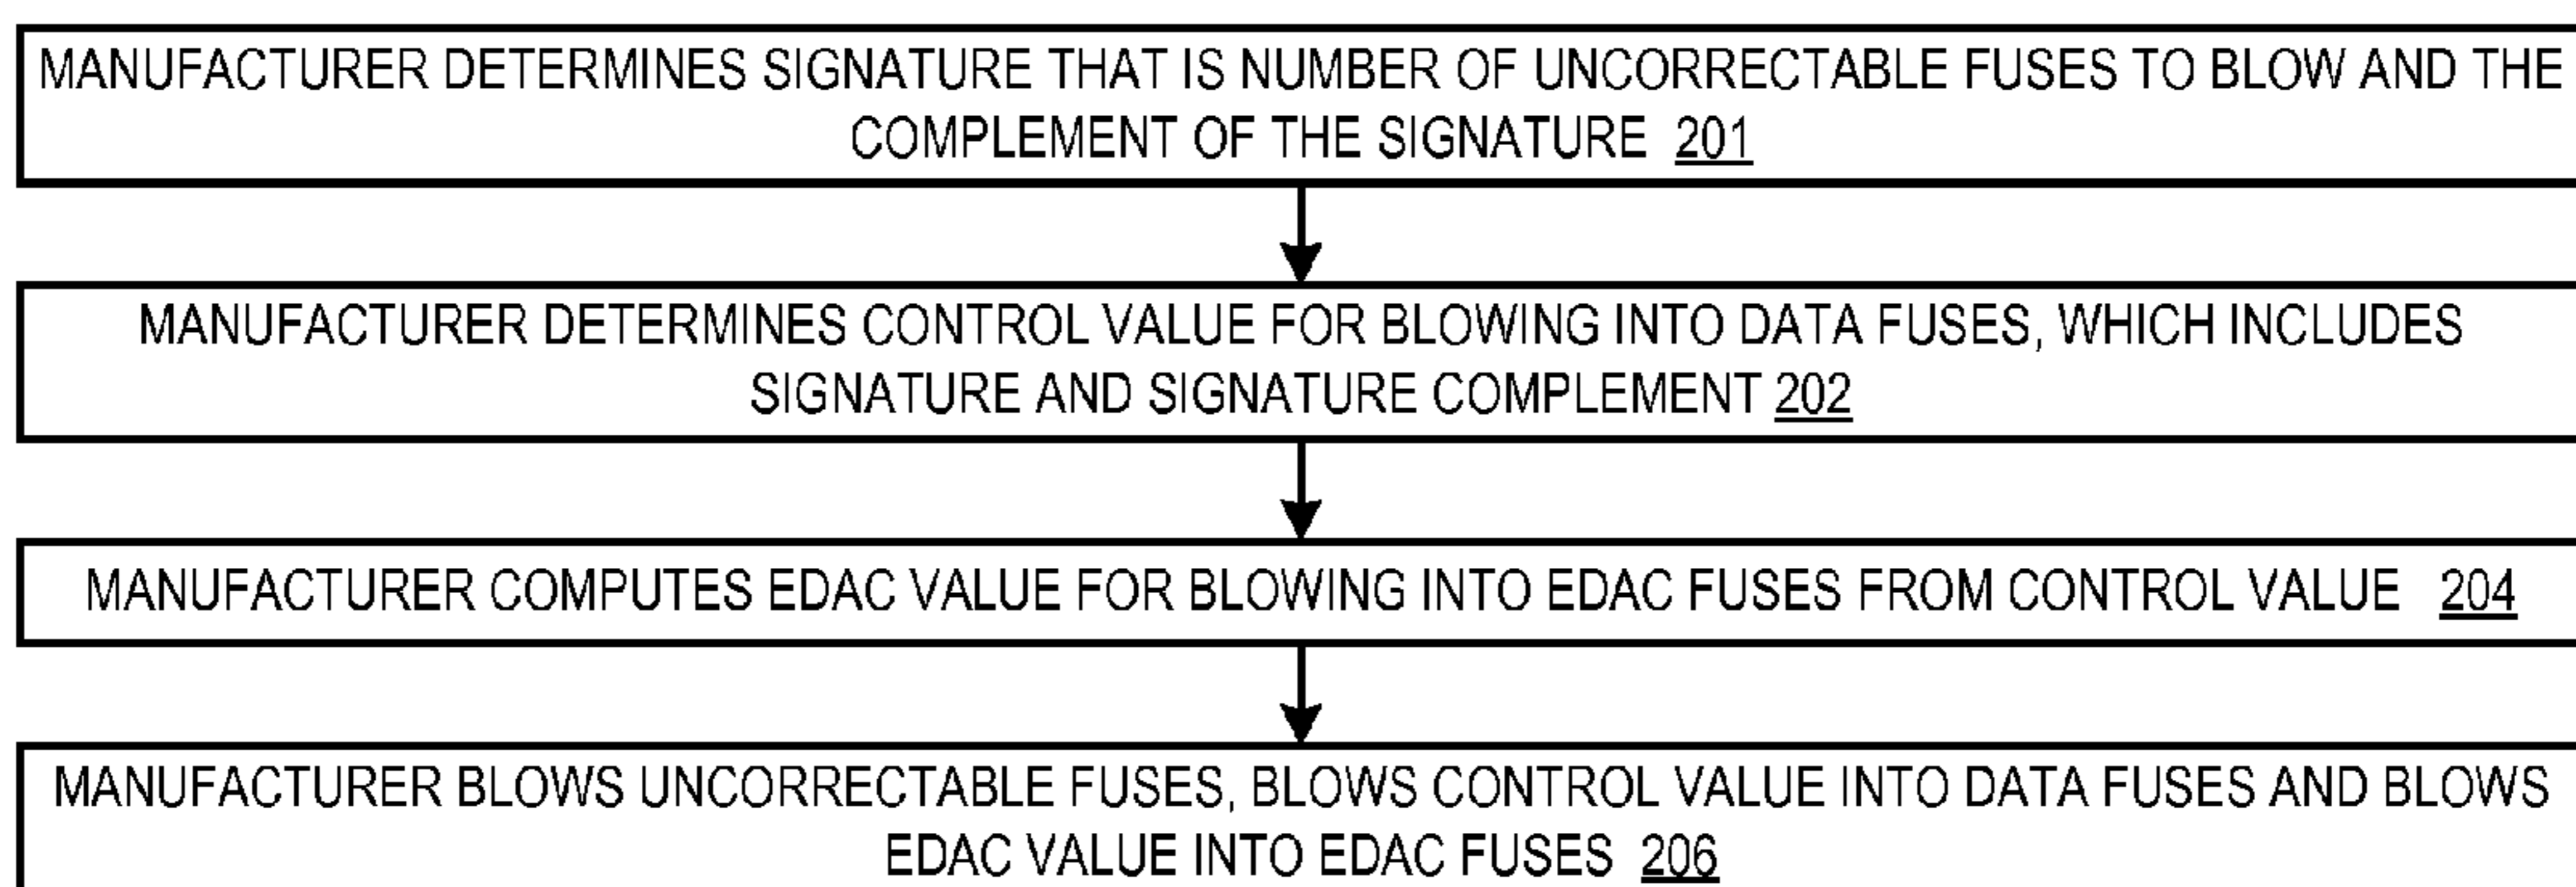 MANUFACTURER DETERMINES SIGNATURE THAT IS NUMBER OF UNCORRECTABLE FUSES TO BLOW AND THE
COMPLEMENT OF THE SIGNATURE 201
MANUFACTURER DETERMINES CONTROL VALUE FOR BLOWING INTO DATA FUSES, WHICH INCLUDES
SIGNATURE AND SIGNATURE COMPLEMENT 202
MANUFACTURER COMPUTES EDAC VALUE FOR BLOWING INTO EDAC FUSES FROM CONTROL VALUE 204
MANUFACTURER BLOWS UNCORRECTABLE FUSES, BLOWS CONTROL VALUE INTO DATA FUSES AND BLOWS
EDAC VALUE INTO EDAC FUSES 206